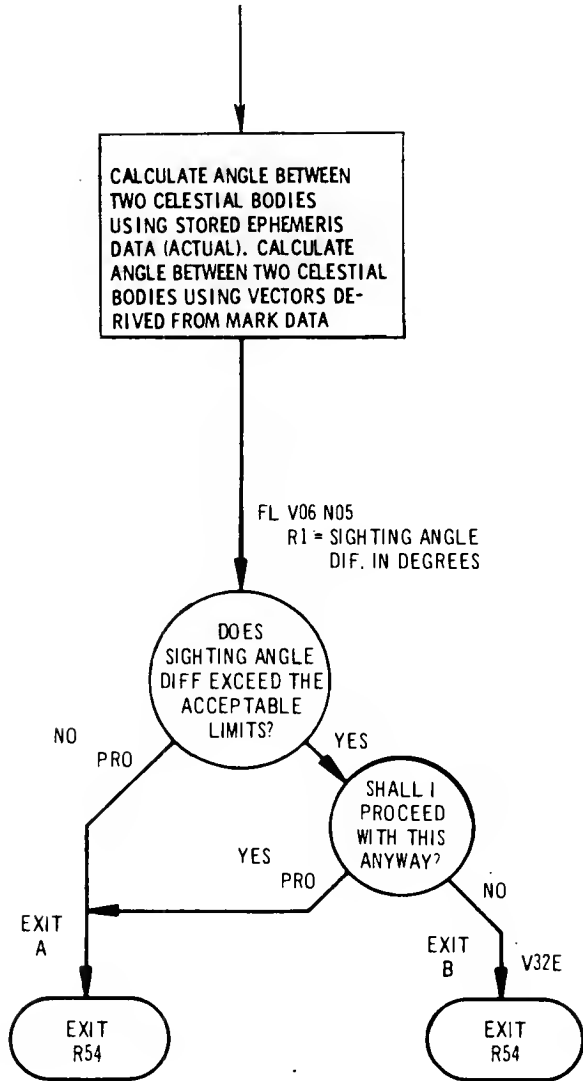 CALCULATE ANGLE BETWEEN
TWO CELESTIAL BODIES
USING STORED EPHEMERIS
DATA (ACTUAL). CALCULATE
ANGLE BETWEEN TWO CELESTIAL
BODIES USING VECTORS DE-
RIVED FROM MARK DATA
FL V06 N05
R1 = SIGHTING ANGLE
DIF. IN DEGREES
DOES
SIGHTING ANGLE
DIFF EXCEED THE
ACCEPTABLE
LIMITS?
NO
PRO
YES
SHALL I
PROCEED
WITH THIS
ANYWAY?
YES
PRO
NO
EXIT
A
EXIT
B
V32E
EXIT
R54
EXIT
R54